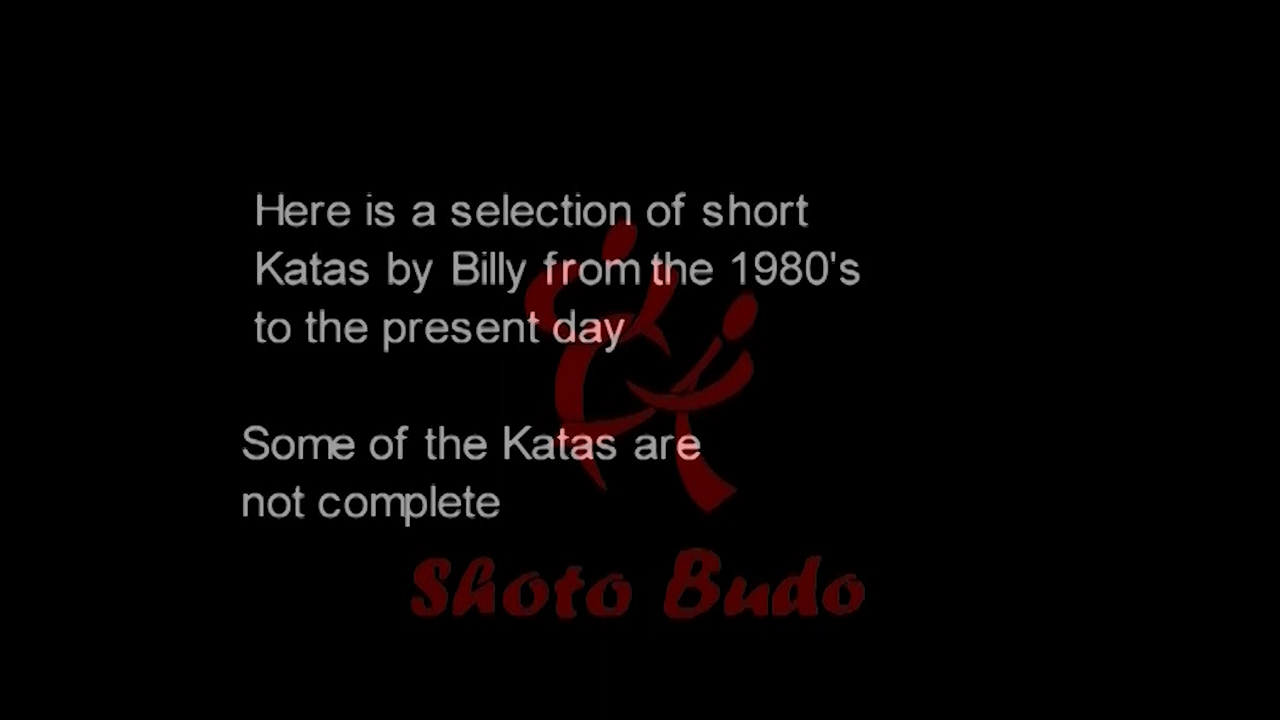 Here is a selection of short
Katas by Billy from the 1980's
to the present day
Some of the Katas are
not complete
Shoto Budo